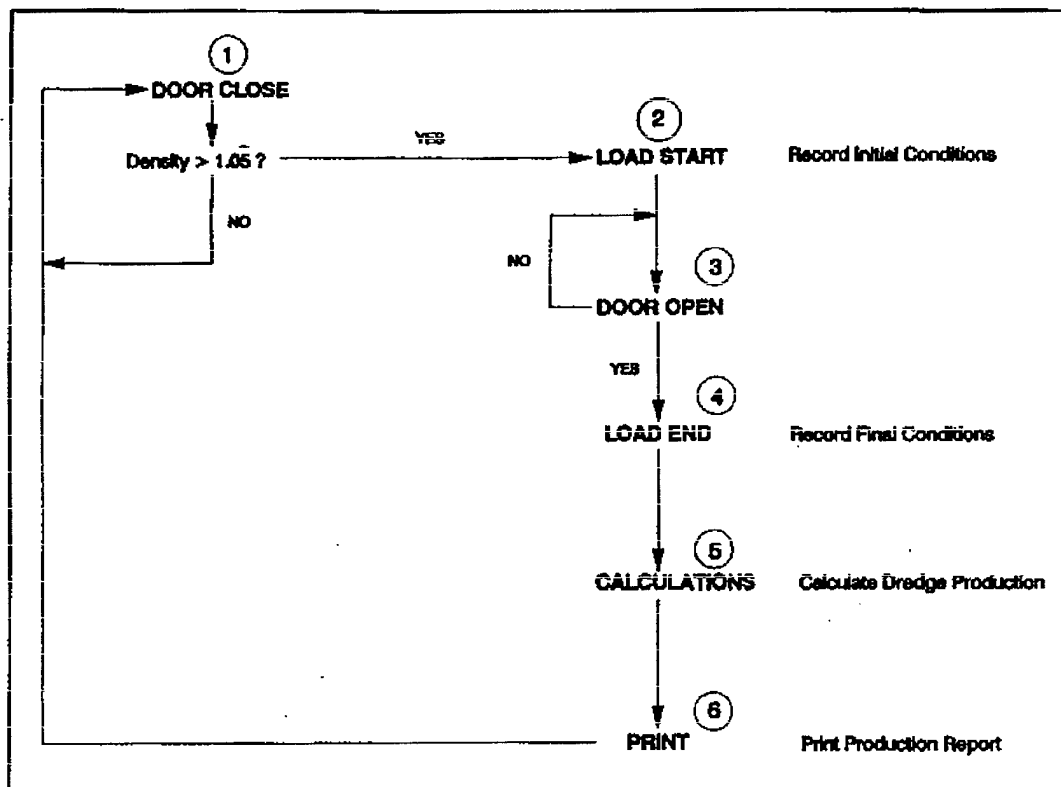 1
DOOR CLOSE
Density > 1.05 ?
YES
NO
2
LOAD START
Record Initial Conditions
NO
3
DOOR OPEN
YES
4
LOAD END
Record Final Conditions
5
CALCULATIONS
Calculate Dredge Production
6
PRINT
Print Production Report